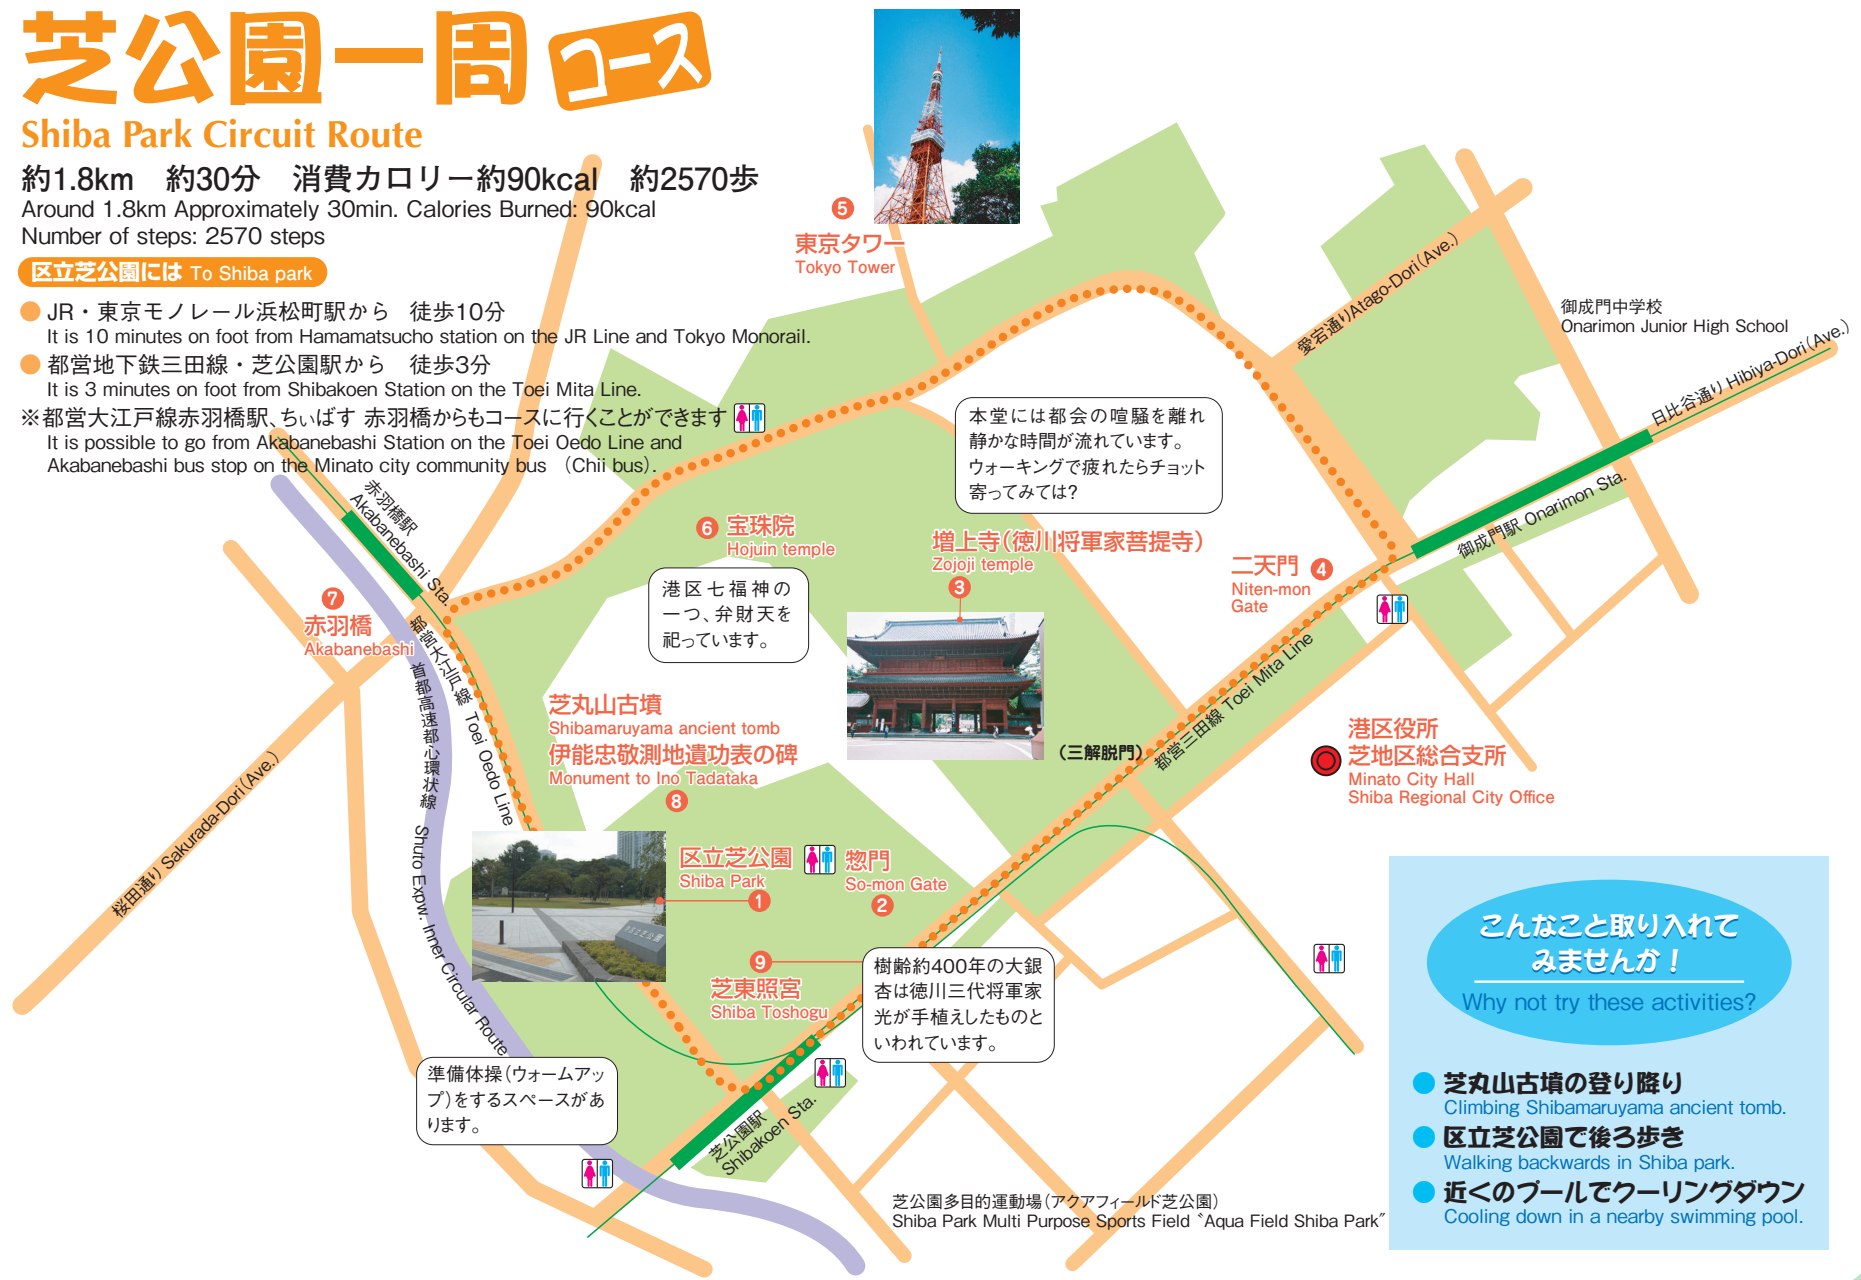 芝公園一周 コース
Shiba Park Circuit Route
約1.8km　約30分　消費カロリー約90kcal　約2570歩
Around 1.8km Approximately 30min. Calories Burned: 90kcal
Number of steps: 2570 steps
区立芝公園には To Shiba park
JR・東京モノレール浜松町駅から　徒歩10分
It is 10 minutes on foot from Hamamatsucho station on the JR Line and Tokyo Monorail.
都営地下鉄三田線・芝公園駅から　徒歩3分
It is 3 minutes on foot from Shibakoen Station on the Toei Mita Line.
※都営大江戸線赤羽橋駅、ちぃばす 赤羽橋からもコースに行くことができます
It is possible to go from Akabanebashi Station on the Toei Oedo Line and
Akabanebashi bus stop on the Minato city community bus （Chii bus）.
5
東京タワー
Tokyo Tower
愛宕通りAtago-Dori（Ave.）
御成門中学校
Onarimon Junior High School
日比谷通り Hibiya-Dori（Ave.）
御成門駅 Onarimon Sta.
本堂には都会の喧騒を離れ
静かな時間が流れています。
ウォーキングで疲れたらチョット
寄ってみては？
赤羽橋駅
Akabanebashi Sta.
6 宝珠院
Hojuin temple
港区七福神の
一つ、弁財天を
祀っています。
増上寺（徳川将軍家菩提寺）
Zojoji temple
3
（三解脱門）
二天門 4
Niten-mon
Gate
7
赤羽橋
Akabanebashi
都営大江戸線 Toei Oedo Line
首都高速都心環状線 Shuto Expw. Inner Circular Route
都営三田線 Toei Mita Line
芝丸山古墳
Shibamaruyama ancient tomb
伊能忠敬測地遺功表の碑
Monument to Ino Tadataka
8
港区役所
芝地区総合支所
Minato City Hall
Shiba Regional City Office
桜田通り Sakurada-Dori（Ave.）
区立芝公園
Shiba Park
1
惣門
So-mon Gate
2
9
芝東照宮
Shiba Toshogu
樹齢約400年の大銀
杏は徳川三代将軍家
光が手植えしたものと
いわれています。
準備体操（ウォームアッ
プ）をするスペースがあ
ります。
芝公園駅
Shibakoen Sta.
芝公園多目的運動場（アクアフィールド芝公園）
Shiba Park Multi Purpose Sports Field “Aqua Field Shiba Park”
こんなこと取り入れて
みませんか！
Why not try these activities?
芝丸山古墳の登り降り
Climbing Shibamaruyama ancient tomb.
区立芝公園で後ろ歩き
Walking backwards in Shiba park.
近くのプールでクーリングダウン
Cooling down in a nearby swimming pool.